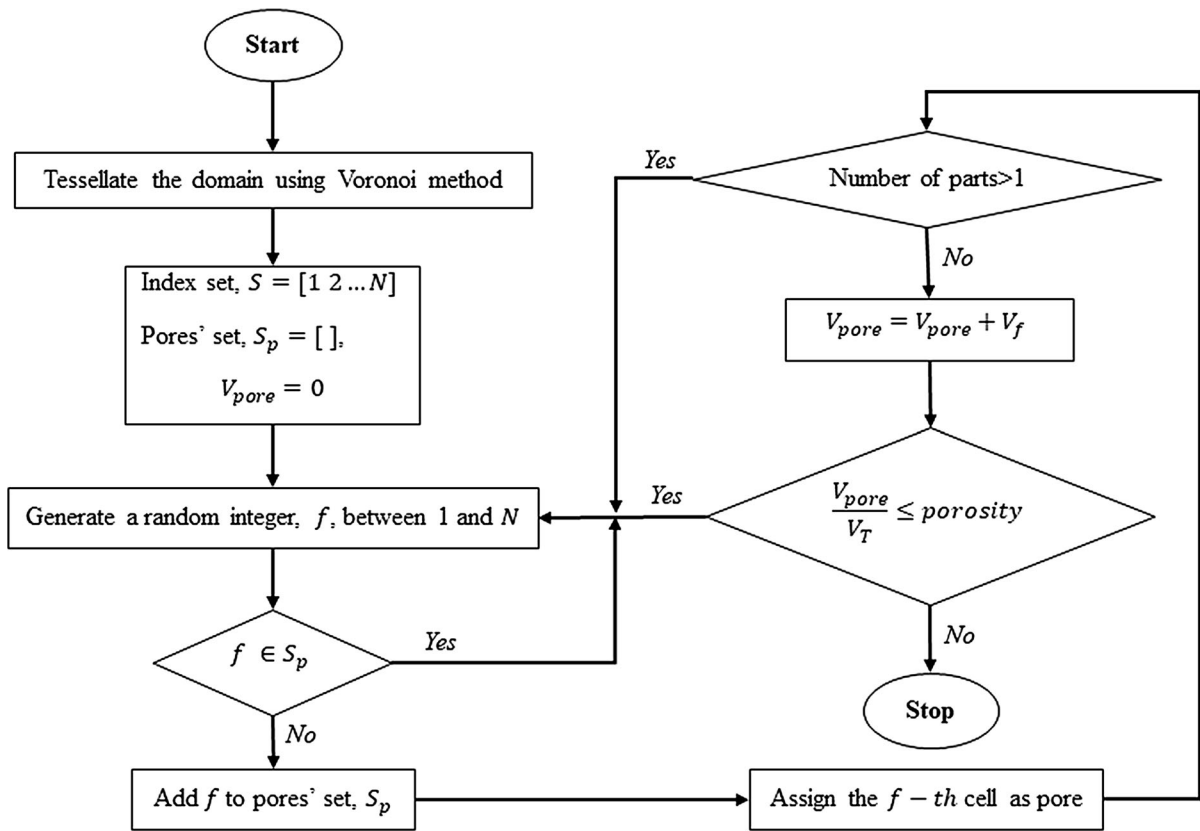 Start
Tessellate the domain using Voronoi method
Index set, S = [1 2 … N]
Pores' set, S_p = [ ],
V_pore = 0
Generate a random integer, f, between 1 and N
f ∈ S_p
Yes
No
Add f to pores' set, S_p
Assign the f − th cell as pore
Number of parts>1
Yes
No
V_pore = V_pore + V_f
V_pore / V_T ≤ porosity
Yes
No
Stop